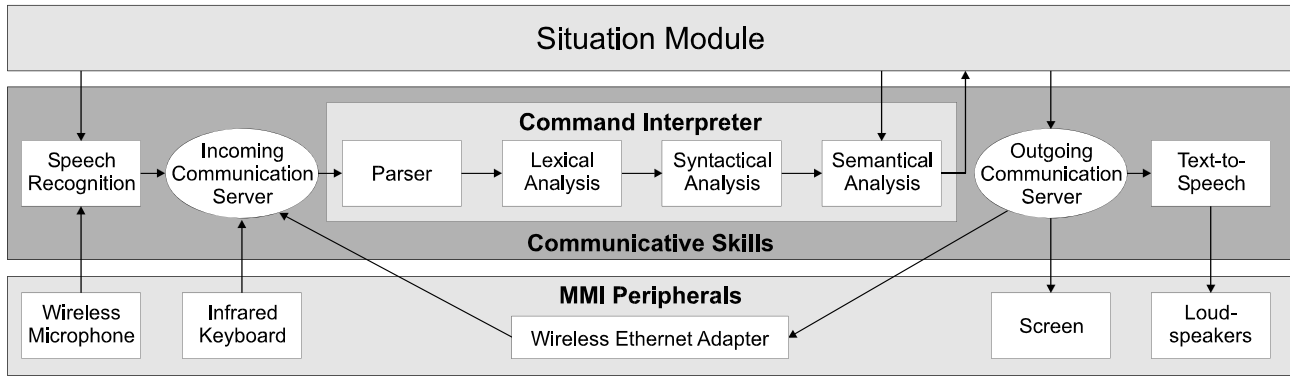 Situation Module
Command Interpreter
Speech
Recognition
Incoming
Communication
Server
Parser
Lexical
Analysis
Syntactical
Analysis
Semantical
Analysis
Outgoing
Communication
Server
Text-to-
Speech
Communicative Skills
MMI Peripherals
Wireless
Microphone
Infrared
Keyboard
Wireless Ethernet Adapter
Screen
Loud-
speakers